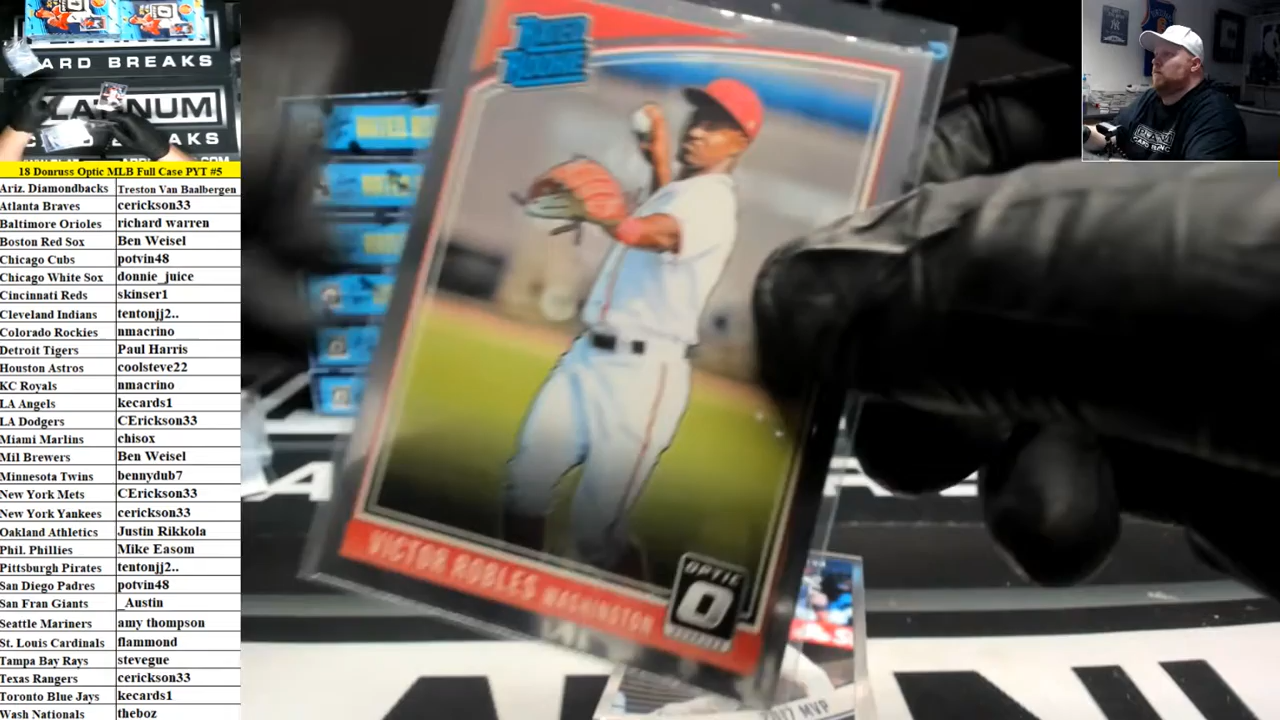 CARD BREAKS
PLATINUM
18 Donruss Optic MLB Full Case PYT #5
Ariz. Diamondbacks Treston Van Baalbergen
Atlanta Braves cerickson33
Baltimore Orioles richard warren
Boston Red Sox Ben Weisel
Chicago Cubs potvin48
Chicago White Sox donnie_juice
Cincinnati Reds skinser1
Cleveland Indians tentonjj2..
Colorado Rockies nmacrino
Detroit Tigers Paul Harris
Houston Astros coolsteve22
KC Royals nmacrino
LA Angels kecards1
LA Dodgers CErickson33
Miami Marlins chisox
Mil Brewers Ben Weisel
Minnesota Twins bennydub7
New York Mets CErickson33
New York Yankees cerickson33
Oakland Athletics Justin Rikkola
Phil. Phillies Mike Easom
Pittsburgh Pirates tentonjj2..
San Diego Padres potvin48
San Fran Giants _Austin
Seattle Mariners amy thompson
St. Louis Cardinals flammond
Tampa Bay Rays stevegue
Texas Rangers cerickson33
Toronto Blue Jays kecards1
Wash Nationals theboz
RATED
ROOKIE
VICTOR ROBLES WASHINGTON
OPTIC
2017 MVP